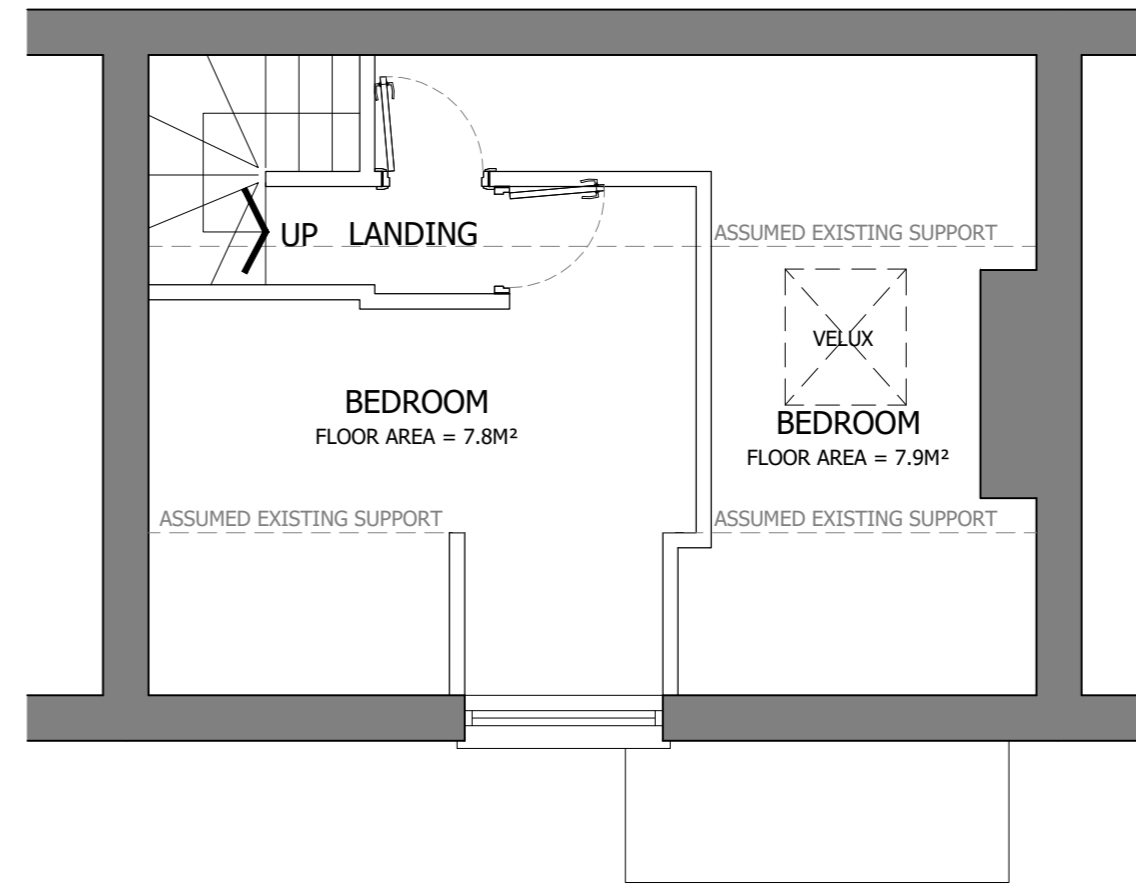 UP LANDING
ASSUMED EXISTING SUPPORT
VELUX
BEDROOM
FLOOR AREA = 7.8M²
BEDROOM
FLOOR AREA = 7.9M²
ASSUMED EXISTING SUPPORT
ASSUMED EXISTING SUPPORT